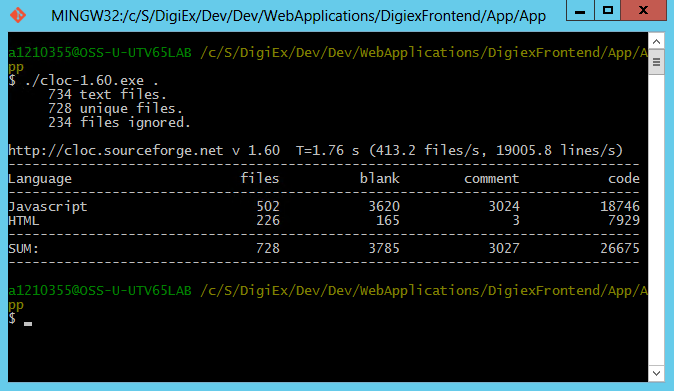 MINGW32:/c/S/DigiEx/Dev/Dev/WebApplications/DigiexFrontend/App/App
a1210355@OSS-U-UTV65LAB /c/S/DigiEx/Dev/Dev/WebApplications/DigiexFrontend/App/A
pp
$ ./cloc-1.60.exe .
     734 text files.
     728 unique files.
     234 files ignored.
http://cloc.sourceforge.net v 1.60  T=1.76 s (413.2 files/s, 19005.8 lines/s)
-------------------------------------------------------------------------------
Language                     files          blank        comment           code
-------------------------------------------------------------------------------
Javascript                     502           3620           3024          18746
HTML                           226            165              3           7929
-------------------------------------------------------------------------------
SUM:                           728           3785           3027          26675
-------------------------------------------------------------------------------
a1210355@OSS-U-UTV65LAB /c/S/DigiEx/Dev/Dev/WebApplications/DigiexFrontend/App/A
pp
$